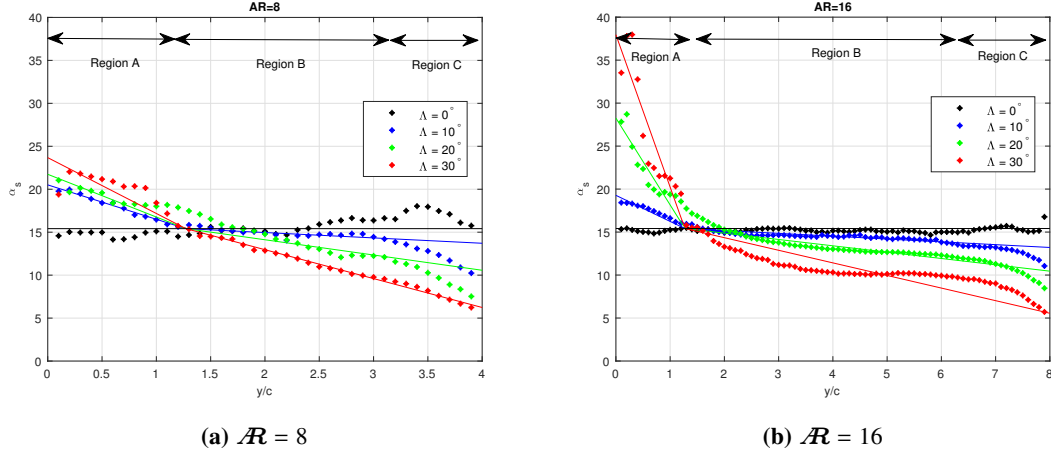 AR=8
40
35
30
25
20
15
10
5
0
α_s
Region A
Region B
Region C
Λ = 0°
Λ = 10°
Λ = 20°
Λ = 30°
0 0.5 1 1.5 2 2.5 3 3.5 4
y/c
(a) Æ = 8
AR=16
40
35
30
25
20
15
10
5
0
α_s
Region A
Region B
Region C
Λ = 0°
Λ = 10°
Λ = 20°
Λ = 30°
0 1 2 3 4 5 6 7 8
y/c
(b) Æ = 16